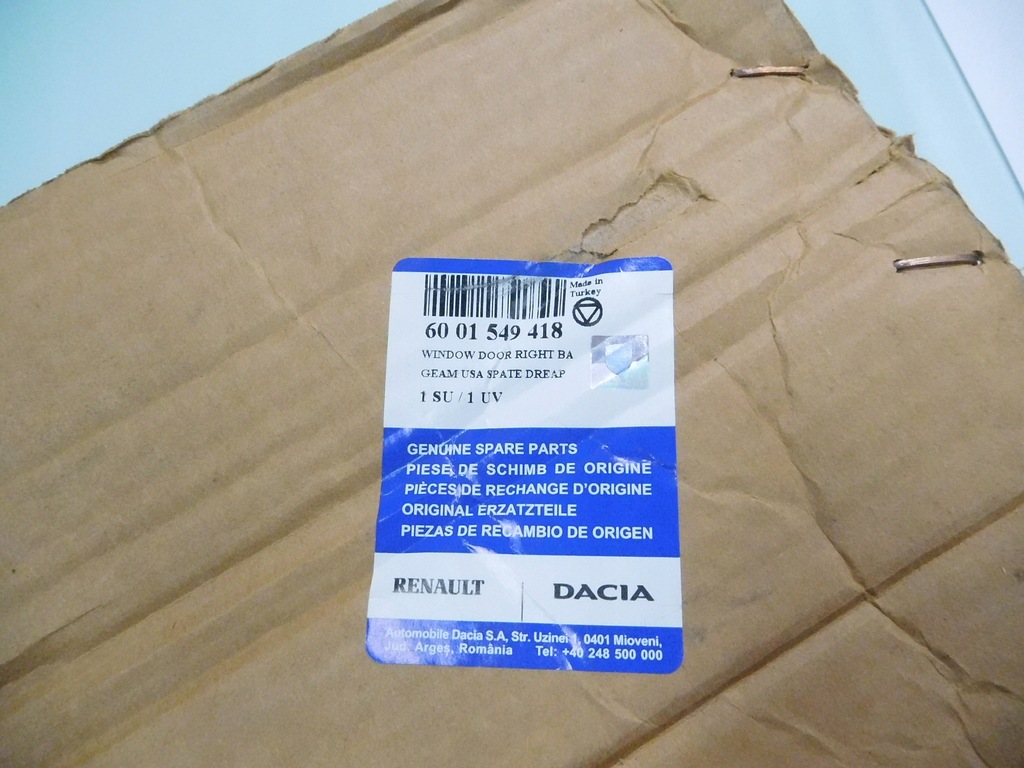 Made in
Turkey
60 01 549 418
WINDOW DOOR RIGHT BA
GEAM USA SPATE DREAP
1 SU / 1 UV
GENUINE SPARE PARTS
PIESE DE SCHIMB DE ORIGINE
PIÈCES DE RECHANGE D'ORIGINE
ORIGINAL ERZATZTEILE
PIEZAS DE RECAMBIO DE ORIGEN
RENAULT DACIA
Automobile Dacia S.A, Str. Uzinei 1, 0401 Mioveni,
Jud. Argeş, România Tel: +40 248 500 000